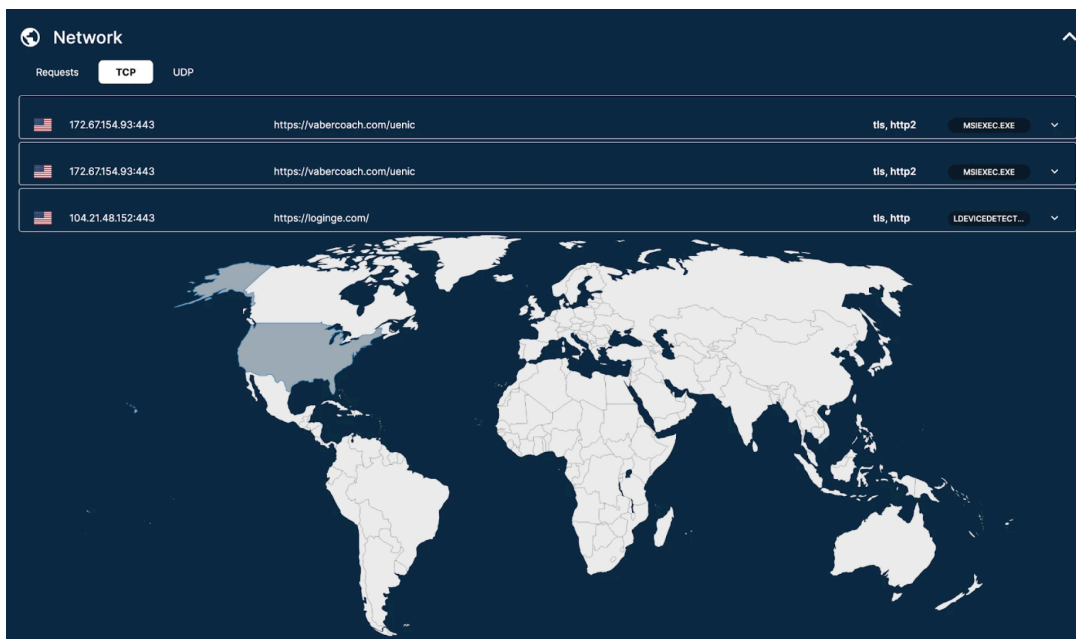 Network
Requests TCP UDP
172.67.154.93:443 https://vabercoach.com/uenic tls, http2 MSIEXEC.EXE
172.67.154.93:443 https://vabercoach.com/uenic tls, http2 MSIEXEC.EXE
104.21.48.152:443 https://loginge.com/ tls, http LDEVICEDETECT...